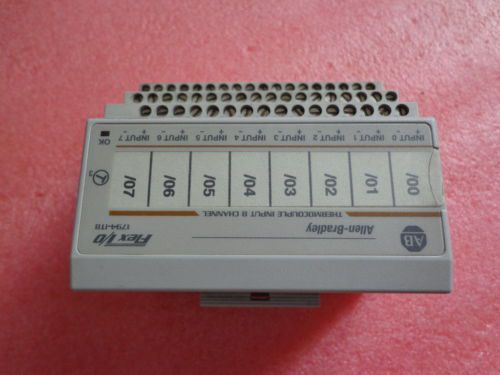 AB Allen-Bradley Flex I/O
1794-IT8
THERMOCOUPLE INPUT 8 CHANNEL
/00 /01 /02 /03 /04 /05 /06 /07
3
- 0 + INPUT - 1 + INPUT - 2 + INPUT - 3 + INPUT - 4 + INPUT - 5 + INPUT - 6 + INPUT - 7 + INPUT OK